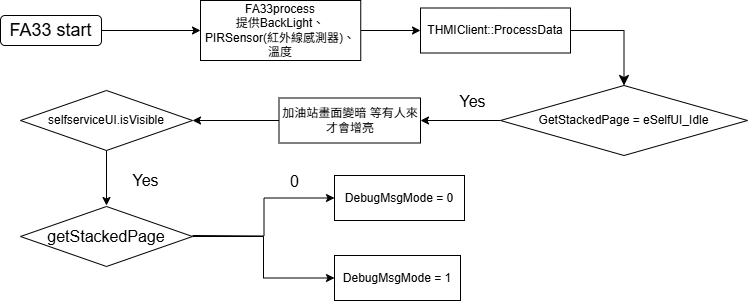 FA33 start
FA33process
提供BackLight、
PIRSensor(紅外線感測器)、
溫度
THMIClient::ProcessData
GetStackedPage = eSelfUI_Idle
Yes
加油站畫面變暗 等有人來
才會增亮
selfserviceUI.isVisible
Yes
getStackedPage
0
DebugMsgMode = 0
DebugMsgMode = 1